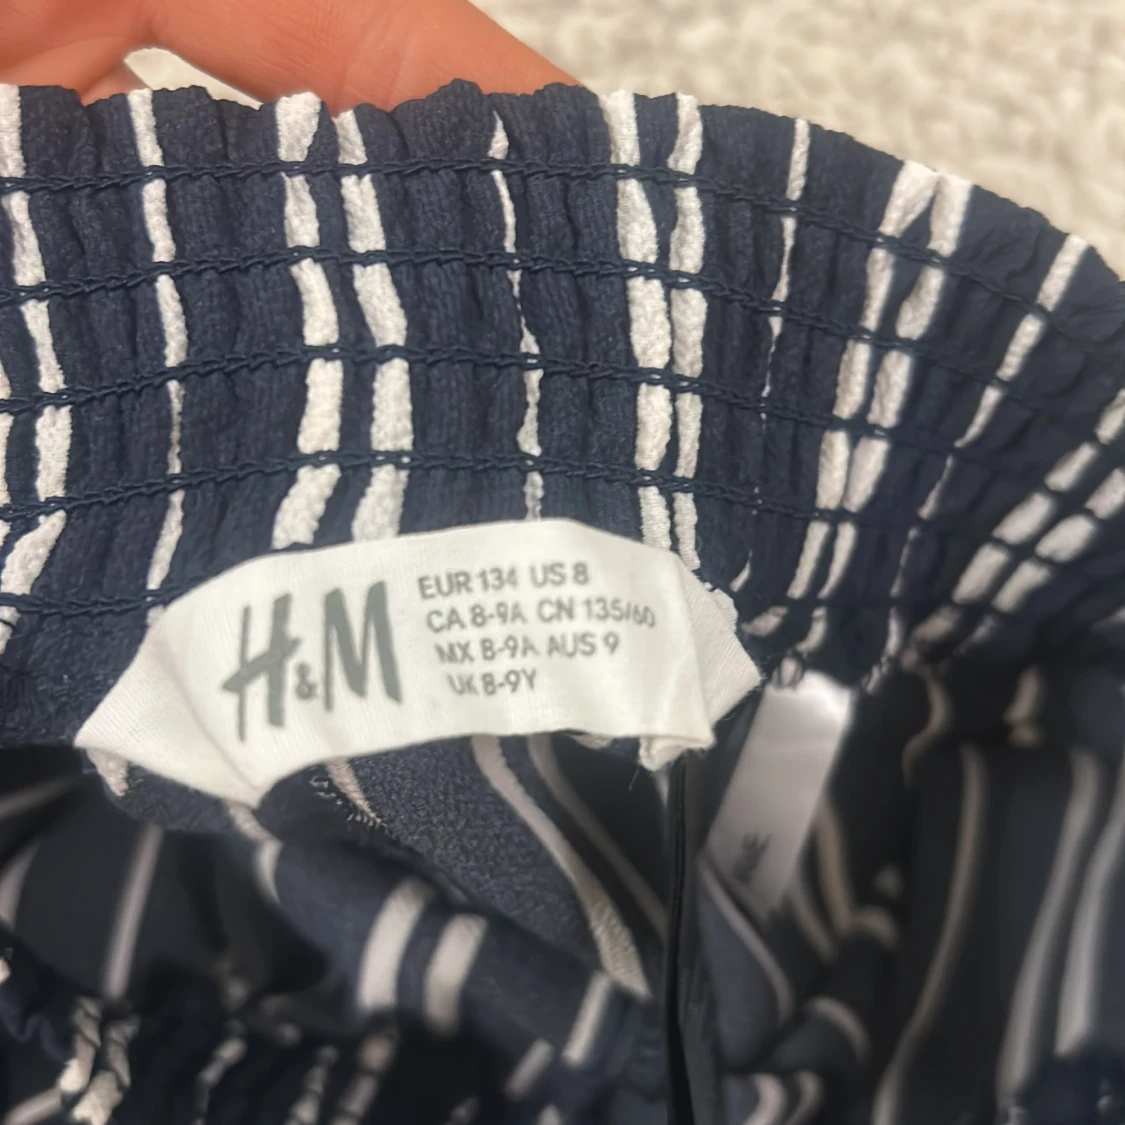 H&M
EUR 134 US 8
CA 8-9A CN 135/60
MX 8-9A AUS 9
UK 8-9Y